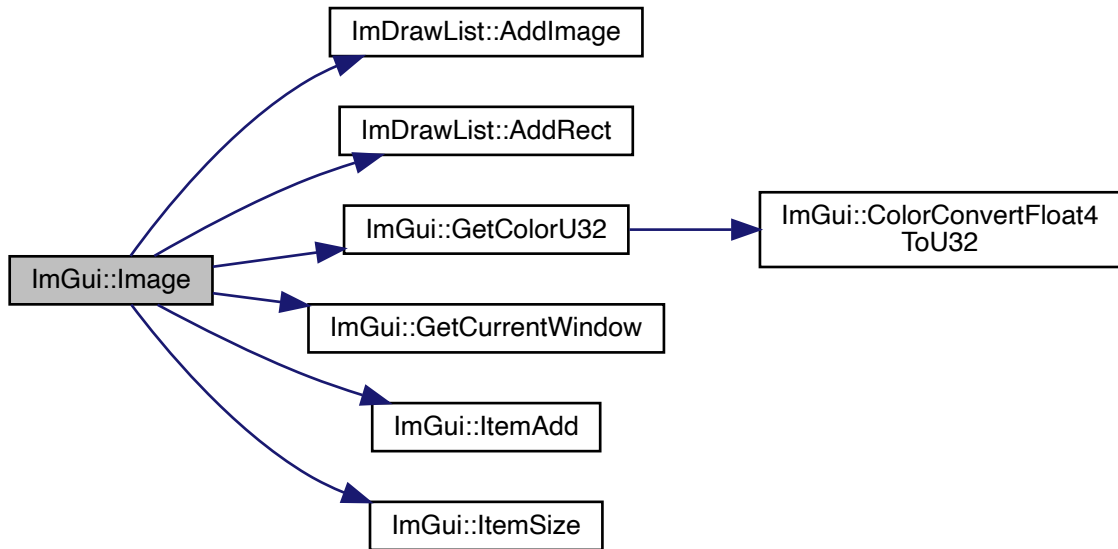 ImDrawList::AddImage
ImDrawList::AddRect
ImGui::GetColorU32
ImGui::ColorConvertFloat4
ToU32
ImGui::Image
ImGui::GetCurrentWindow
ImGui::ItemAdd
ImGui::ItemSize